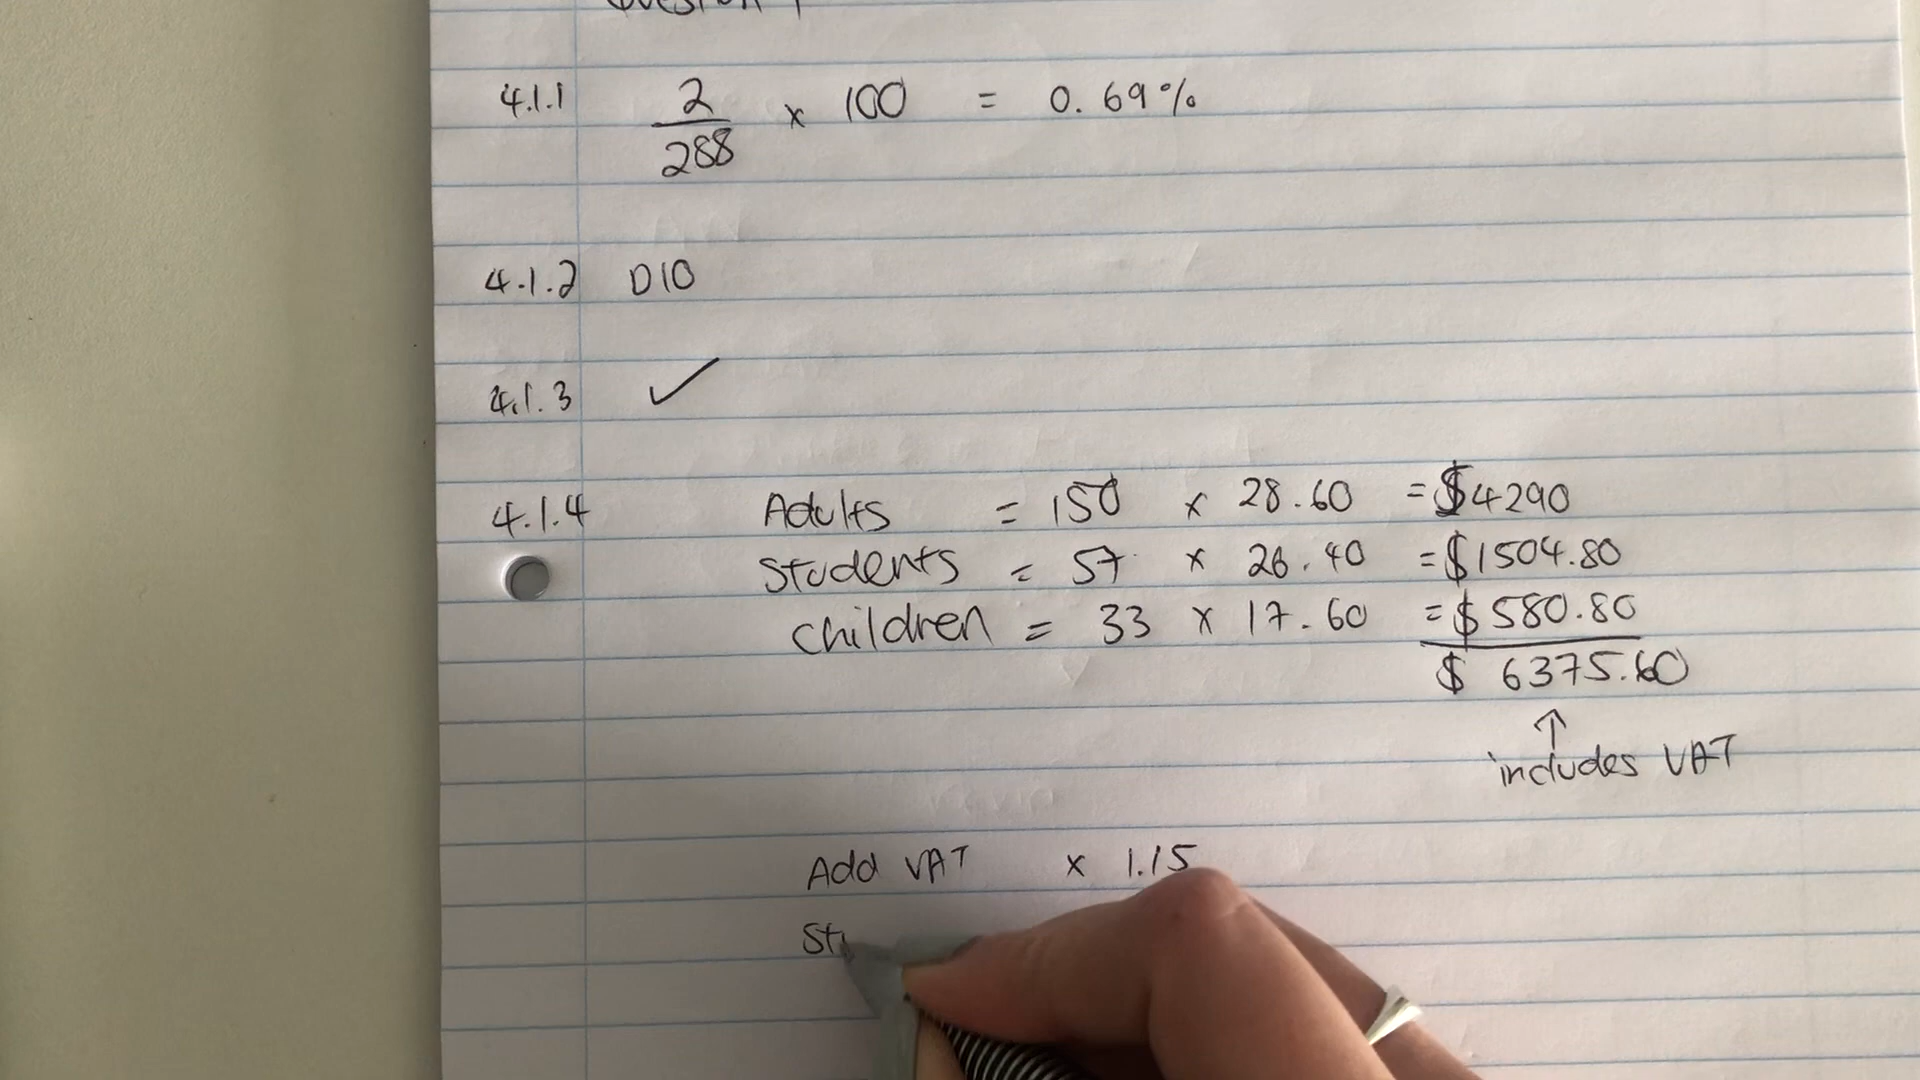 Question
4.1.1 2/288 x 100 = 0.69%
4.1.2 D10
4.1.3 ✓
4.1.4 Adults = 150 x 28.60 = $4290
Students = 57 x 26.40 = $1504.80
children = 33 x 17.60 = $580.80
$ 6375.60
↑
includes VAT
Add VAT x 1.15
St